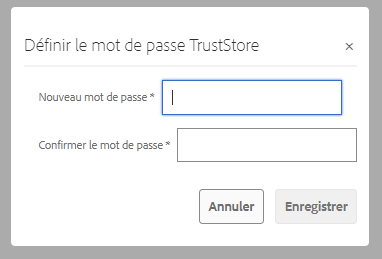 Définir le mot de passe TrustStore ×
Nouveau mot de passe *
Confirmer le mot de passe *
Annuler Enregistrer